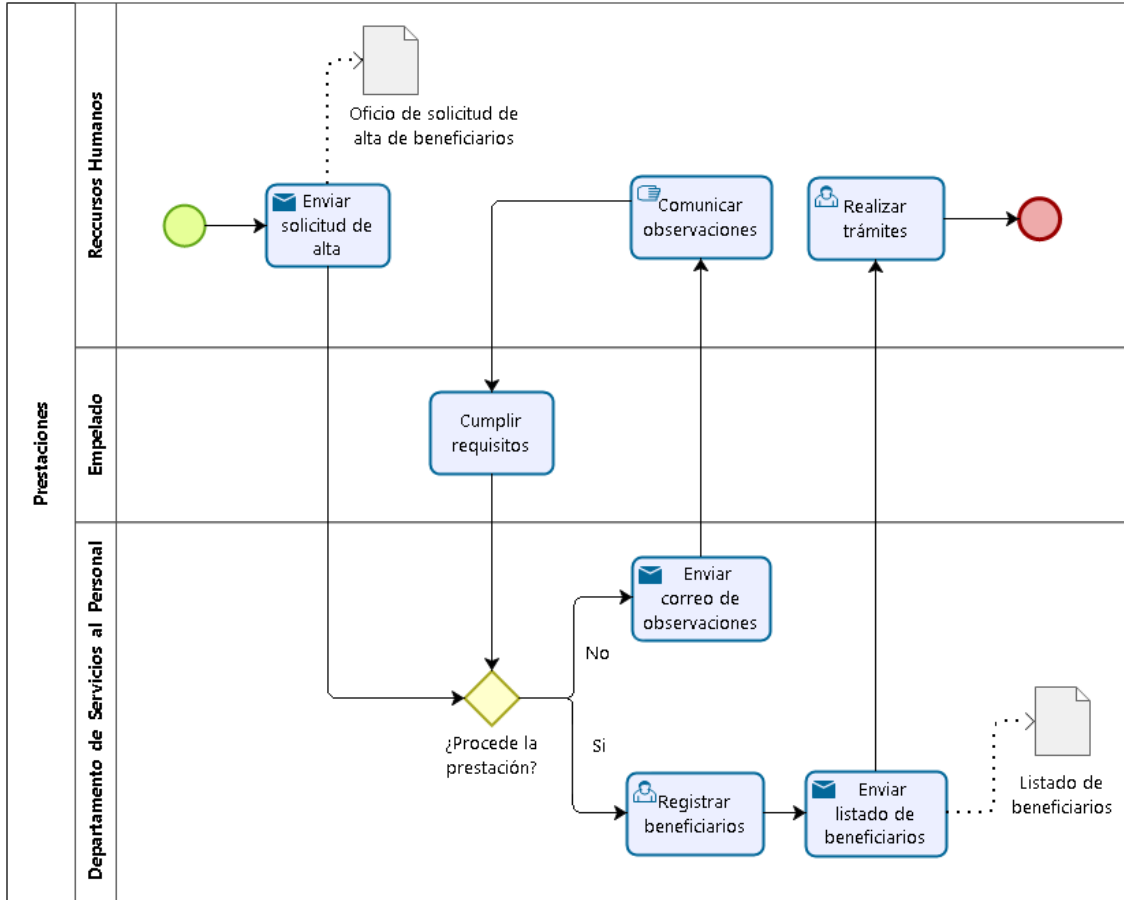 Prestaciones
Reccursos Humanos
Oficio de solicitud de
alta de beneficiarios
Enviar
solicitud de
alta
Comunicar
observaciones
Realizar
trámites
Empelado
Cumplir
requisitos
Departamento de Servicios al Personal
Enviar
correo de
observaciones
No
¿Procede la
prestación?
Si
Registrar
beneficiarios
Enviar
listado de
beneficiarios
Listado de
beneficiarios